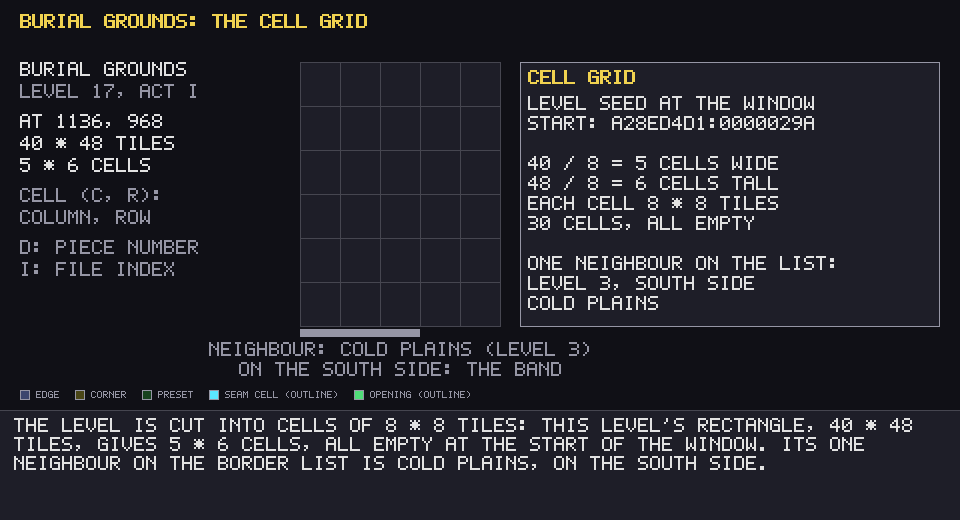 BURIAL GROUNDS: THE CELL GRID
BURIAL GROUNDS
LEVEL 17, ACT I
AT 1136, 968
40 * 48 TILES
5 * 6 CELLS
CELL (C, R):
COLUMN, ROW
D: PIECE NUMBER
I: FILE INDEX
CELL GRID
LEVEL SEED AT THE WINDOW
START: A28ED4D1:0000029A
40 / 8 = 5 CELLS WIDE
48 / 8 = 6 CELLS TALL
EACH CELL 8 * 8 TILES
30 CELLS, ALL EMPTY
ONE NEIGHBOUR ON THE LIST:
LEVEL 3, SOUTH SIDE
COLD PLAINS
NEIGHBOUR: COLD PLAINS (LEVEL 3)
ON THE SOUTH SIDE: THE BAND
EDGE CORNER PRESET SEAM CELL (OUTLINE) OPENING (OUTLINE)
THE LEVEL IS CUT INTO CELLS OF 8 * 8 TILES: THIS LEVEL'S RECTANGLE, 40 * 48
TILES, GIVES 5 * 6 CELLS, ALL EMPTY AT THE START OF THE WINDOW. ITS ONE
NEIGHBOUR ON THE BORDER LIST IS COLD PLAINS, ON THE SOUTH SIDE.